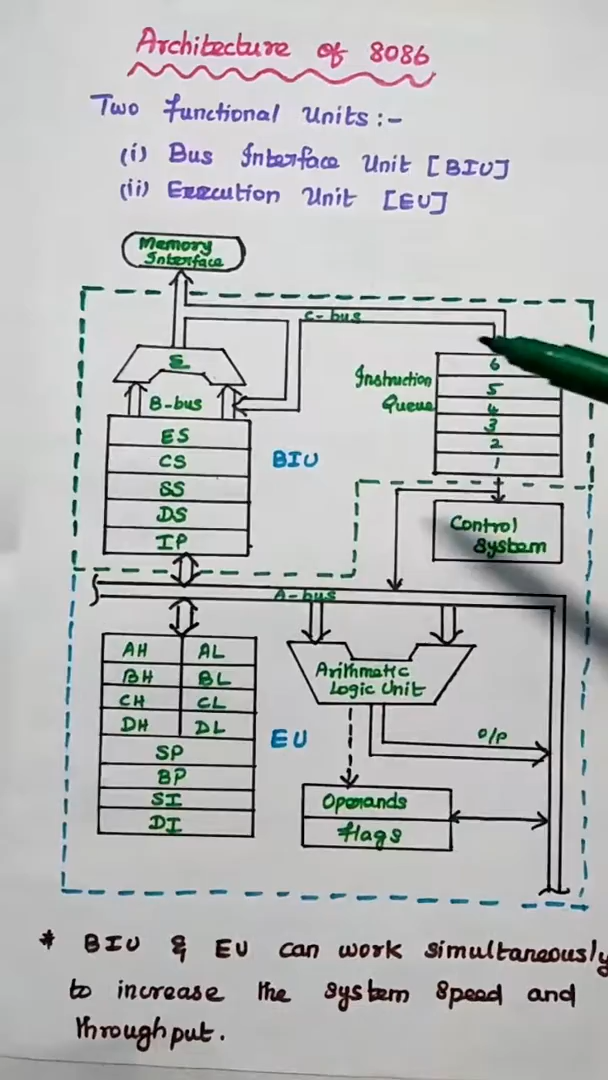 Architecture of 8086
Two Functional Units :-
(i) Bus Interface Unit [BIU]
(ii) Execution Unit [EU]
Memory
Interface
C-bus
S
B-bus
Instruction
Queue
6
5
4
3
2
1
ES
CS
SS
DS
IP
BIU
Control
System
A-bus
AH AL
BH BL
CH CL
DH DL
SP
BP
SI
DI
EU
Arithmatic
Logic Unit
O/P
Operands
flags
* BIU & EU can work simultaneously
to increase the system speed and
throughput.